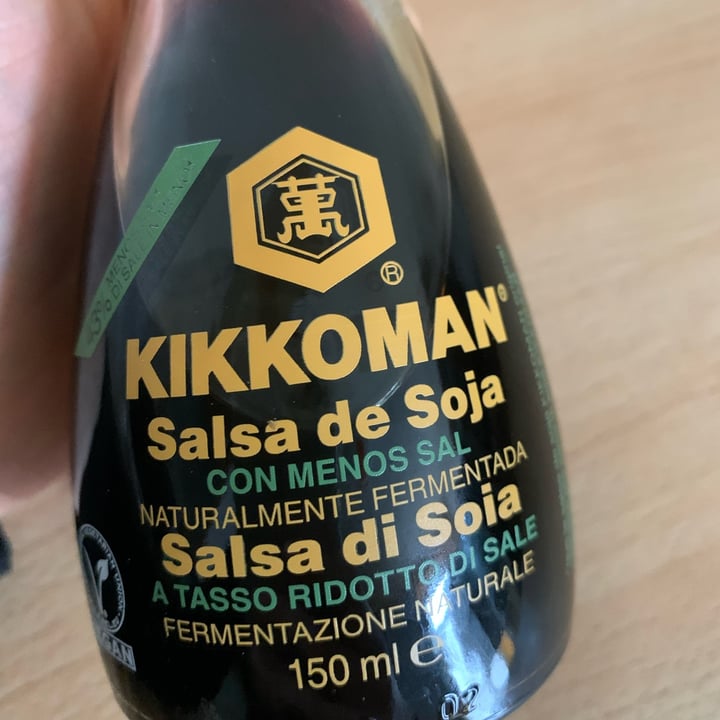 萬
®
KIKKOMAN®
Salsa de Soja
CON MENOS SAL
NATURALMENTE FERMENTADA
Salsa di Soia
A TASSO RIDOTTO DI SALE
FERMENTAZIONE NATURALE
150 ml ℮
02